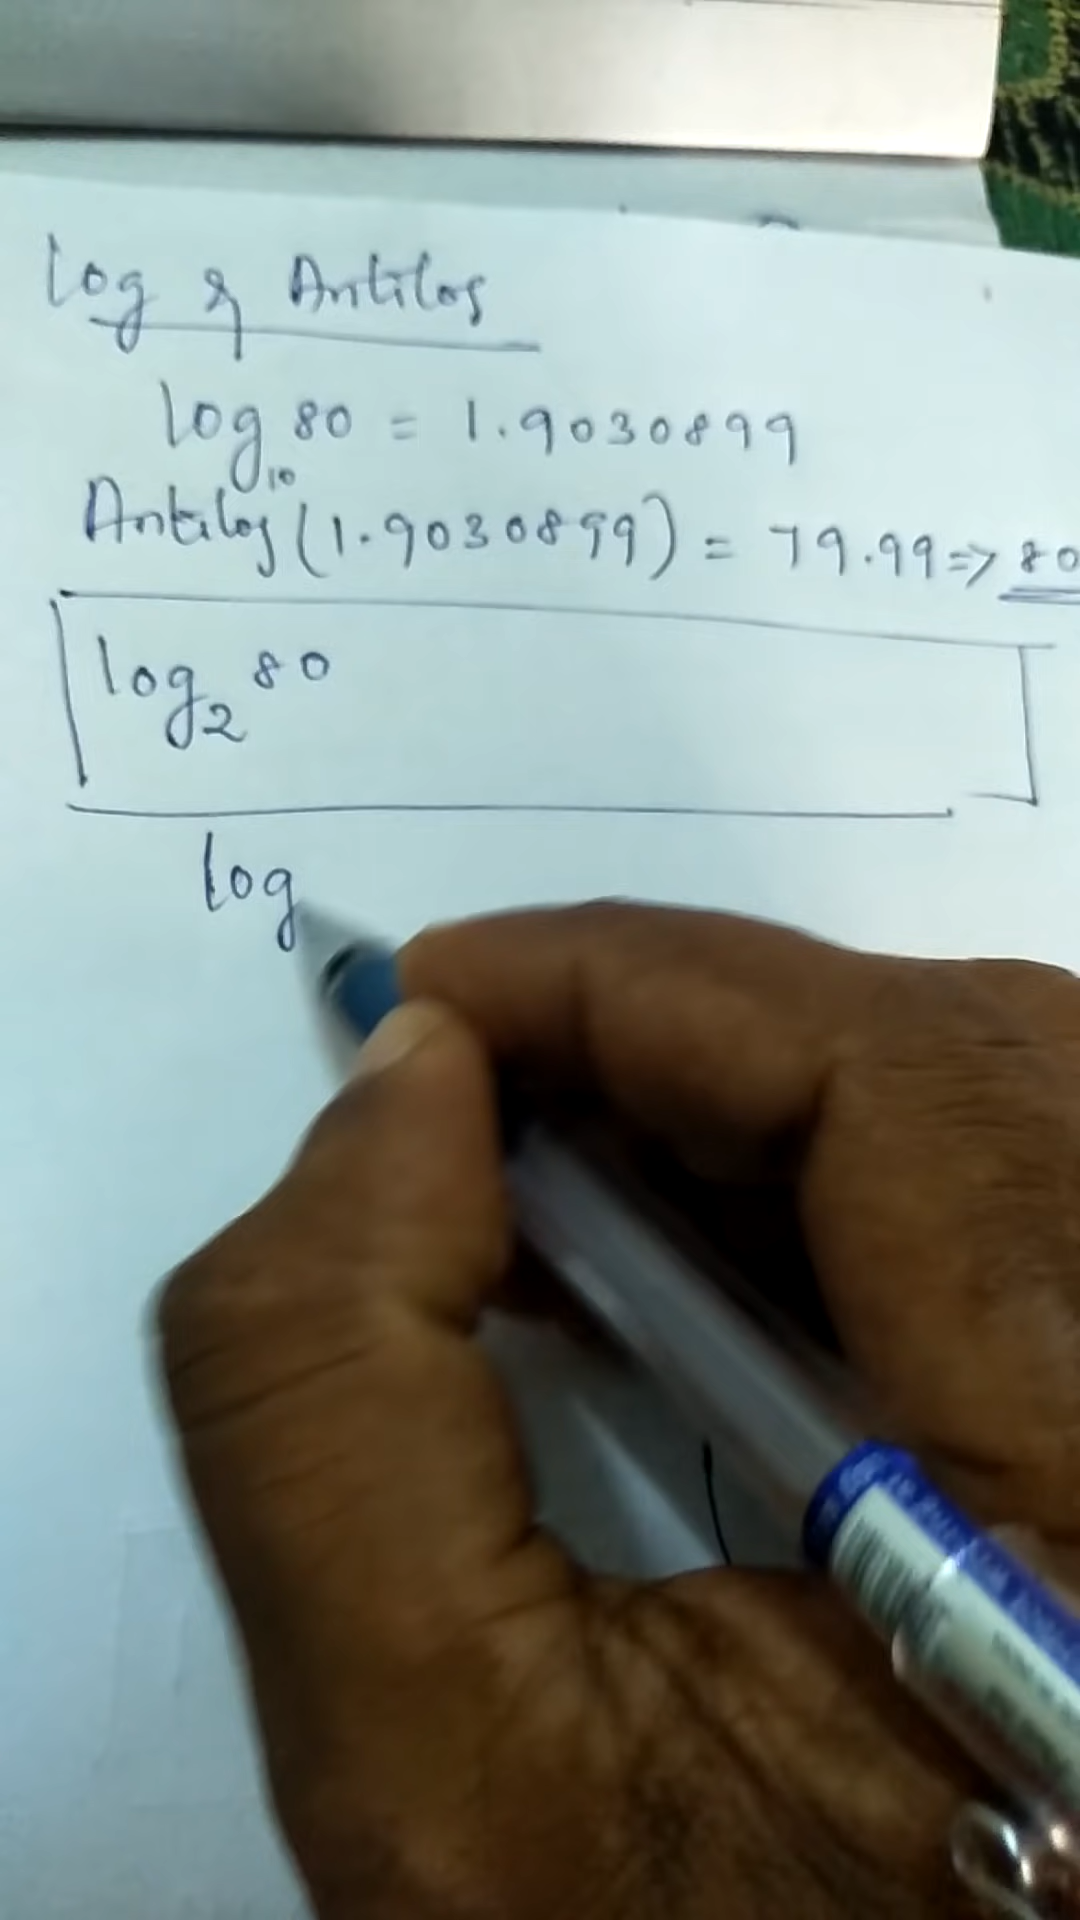 log & Antilog
log₁₀ 80 = 1.9030899
Antilog (1.9030899) = 79.99 => 80
log₂ 80
log